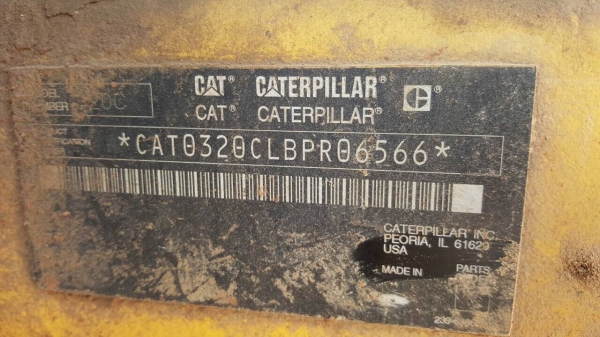 CAT® CATERPILLAR®
CAT® CATERPILLAR®
*CAT0320CLBPR06566*
CATERPILLAR INC.
PEORIA, IL 61629
USA
MADE IN PARTS